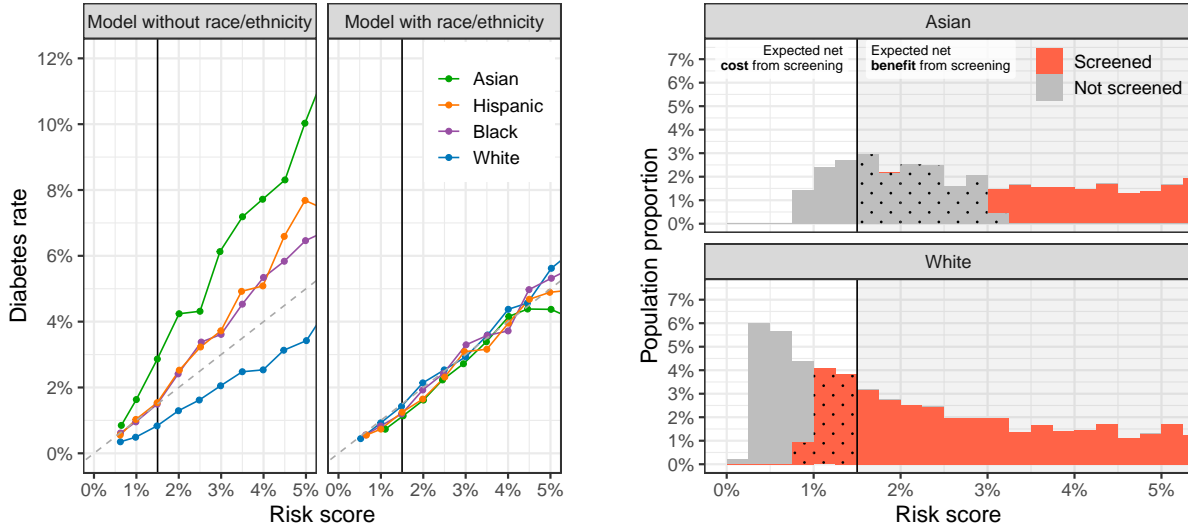 Model without race/ethnicity
Model with race/ethnicity
12%
10%
8%
6%
4%
2%
0%
Diabetes rate
Asian
Hispanic
Black
White
0% 1% 2% 3% 4% 5%
0% 1% 2% 3% 4% 5%
Risk score
Asian
7%
6%
5%
4%
3%
2%
1%
0%
Expected net
cost from screening
Expected net
benefit from screening
Screened
Not screened
Population proportion
White
7%
6%
5%
4%
3%
2%
1%
0%
0% 1% 2% 3% 4% 5%
Risk score